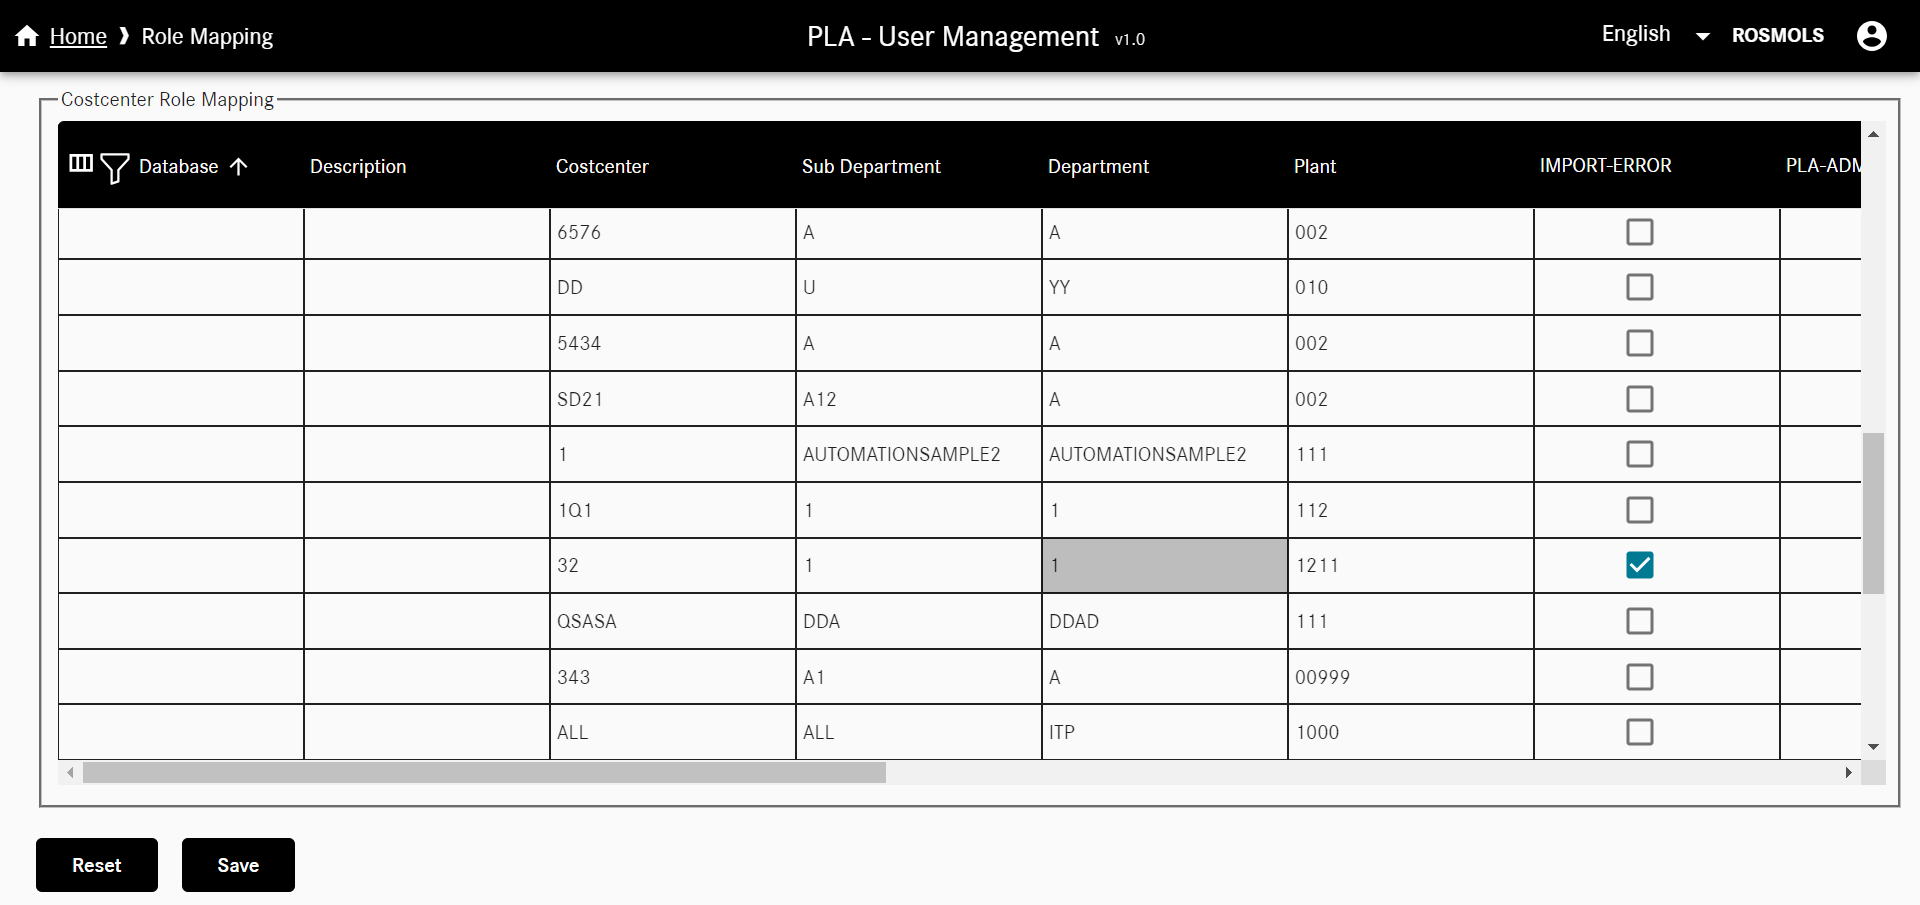 Home ❱ Role Mapping
PLA - User Management v1.0
English
ROSMOLS
Costcenter Role Mapping
Database Description Costcenter Sub Department Department Plant IMPORT-ERROR PLA-ADM
6576 A A 002
DD U YY 010
5434 A A 002
SD21 A12 A 002
1 AUTOMATIONSAMPLE2 AUTOMATIONSAMPLE2 111
1Q1 1 1 112
32 1 1 1211
QSASA DDA DDAD 111
343 A1 A 00999
ALL ALL ITP 1000
Reset Save